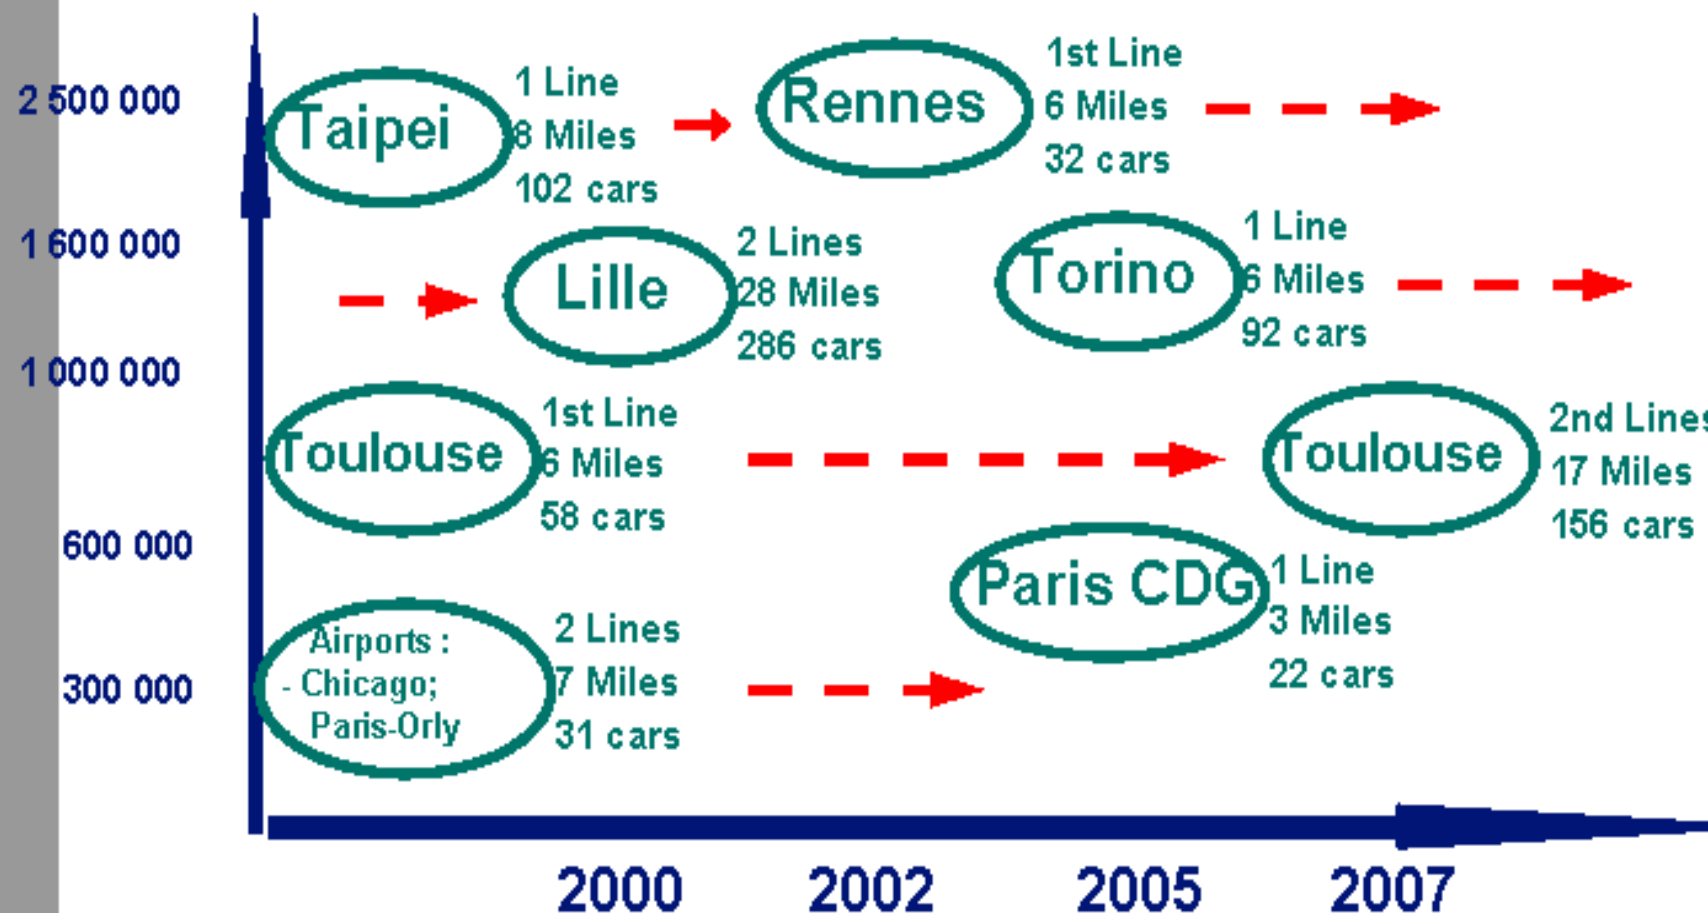 2 500 000
1 600 000
1 000 000
600 000
300 000
Taipei
1 Line
8 Miles
102 cars
Rennes
1st Line
6 Miles
32 cars
Lille
2 Lines
28 Miles
286 cars
Torino
1 Line
6 Miles
92 cars
Toulouse
1st Line
6 Miles
58 cars
Toulouse
2nd Lines
17 Miles
156 cars
Paris CDG
1 Line
3 Miles
22 cars
Airports :
- Chicago;
Paris-Orly
2 Lines
7 Miles
31 cars
2000 2002 2005 2007